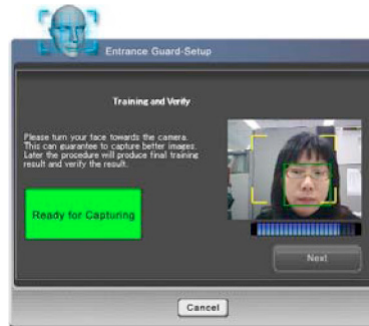 Entrance Guard-Setup
Training and Verify
Please turn your face towards the camera.
This can guarantee to capture better images.
Later the procedure will produce final training
result and verify the result.
Ready for Capturing
Next
Cancel